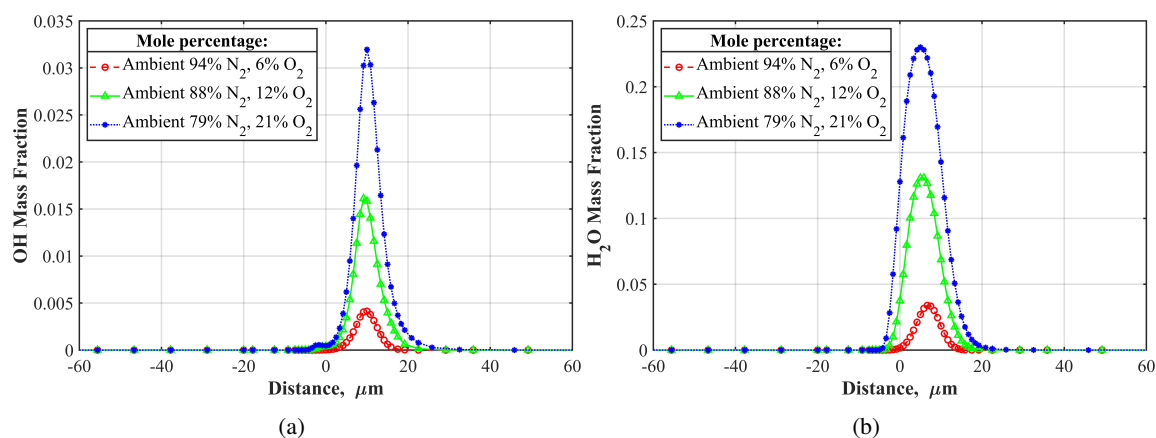 0.035
0.03
0.025
0.02
0.015
0.01
0.005
0
OH Mass Fraction
Mole percentage:
Ambient 94% N2, 6% O2
Ambient 88% N2, 12% O2
Ambient 79% N2, 21% O2
-60 -40 -20 0 20 40 60
Distance, μm
(a)
0.25
0.2
0.15
0.1
0.05
0
H2O Mass Fraction
Mole percentage:
Ambient 94% N2, 6% O2
Ambient 88% N2, 12% O2
Ambient 79% N2, 21% O2
-60 -40 -20 0 20 40 60
Distance, μm
(b)